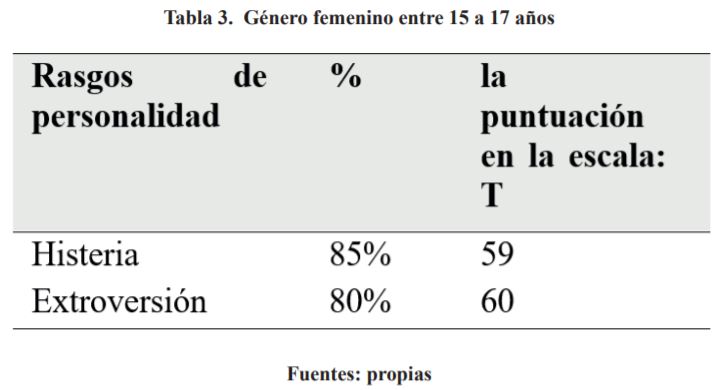 Tabla 3. Género femenino entre 15 a 17 años
Rasgos de % la
personalidad puntuación
en la escala:
T
Histeria 85% 59
Extroversión 80% 60
Fuentes: propias